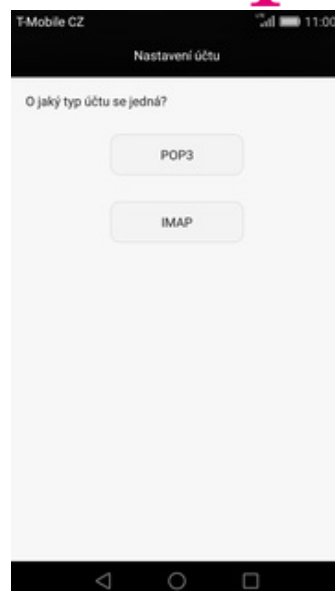 T-Mobile CZ 11:00
Nastavení účtu
O jaký typ účtu se jedná?
POP3
IMAP